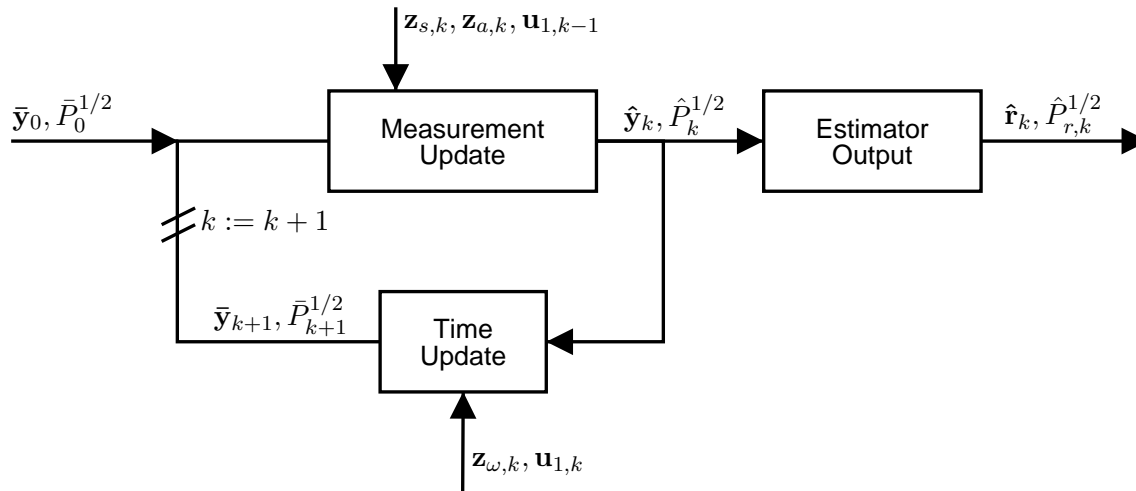 𝐳_{s,k}, 𝐳_{a,k}, 𝐮_{1,k−1}
ȳ_0, P̄_0^{1/2}
Measurement
Update
ŷ_k, P̂_k^{1/2}
Estimator
Output
r̂_k, P̂_{r,k}^{1/2}
k := k + 1
ȳ_{k+1}, P̄_{k+1}^{1/2}
Time
Update
𝐳_{ω,k}, 𝐮_{1,k}